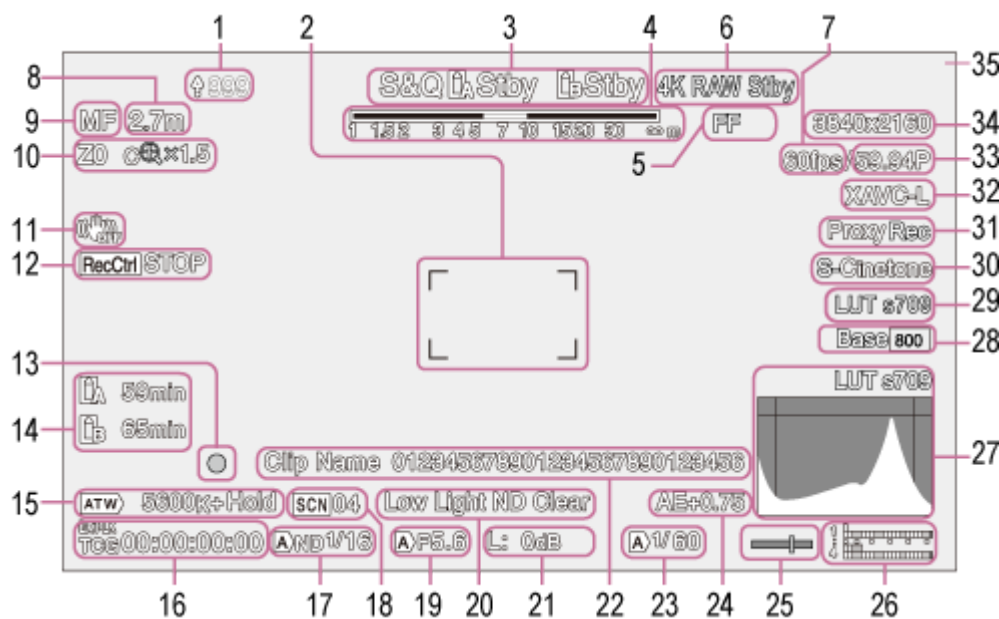 1 2 3 4 6 7
8 999 S&Q A Stby B Stby 4K RAW Stby 35
9 MF 2.7m 1 1.5 2 3 4 5 7 10 15 20 30 ∞ m FF 3840x2160 34
10 Z0 C ×1.5 5 60fps/59.94P 33
XAVC-L 32
11 OFF Proxy Rec 31
12 RecCtrl STOP S-Cinetone 30
LUT s709 29
Base 800 28
13 LUT s709
A 59min
14 B 65min
Clip Name 012345678901234567890123456 27
15 ATW 5600K+Hold SCN 04 Low Light ND Clear AE+0.75
TCG 00:00:00:00 A ND1/16 A F5.6 L: 0dB A 1/60
16 17 18 19 20 21 22 23 24 25 26